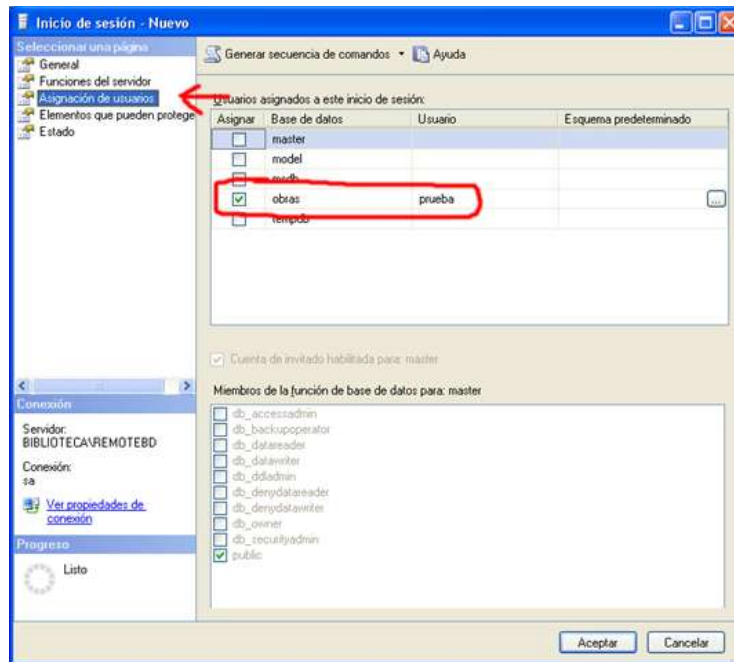 Inicio de sesión - Nuevo
Seleccionar una página
General
Funciones del servidor
Asignación de usuarios
Elementos que pueden protege
Estado
Generar secuencia de comandos
Ayuda
Usuarios asignados a este inicio de sesión:
Asignar Base de datos Usuario Esquema predeterminado
master
model
msdb
obras prueba ...
tempdb
Cuenta de invitado habilitada para: master
Miembros de la función de base de datos para: master
db_accessadmin
db_backupoperator
db_datareader
db_datawriter
db_ddladmin
db_denydatareader
db_denydatawriter
db_owner
db_securityadmin
public
Conexión
Servidor:
BIBLIOTECA\REMOTEBD
Conexión:
sa
Ver propiedades de
conexión
Progreso
Listo
Aceptar Cancelar